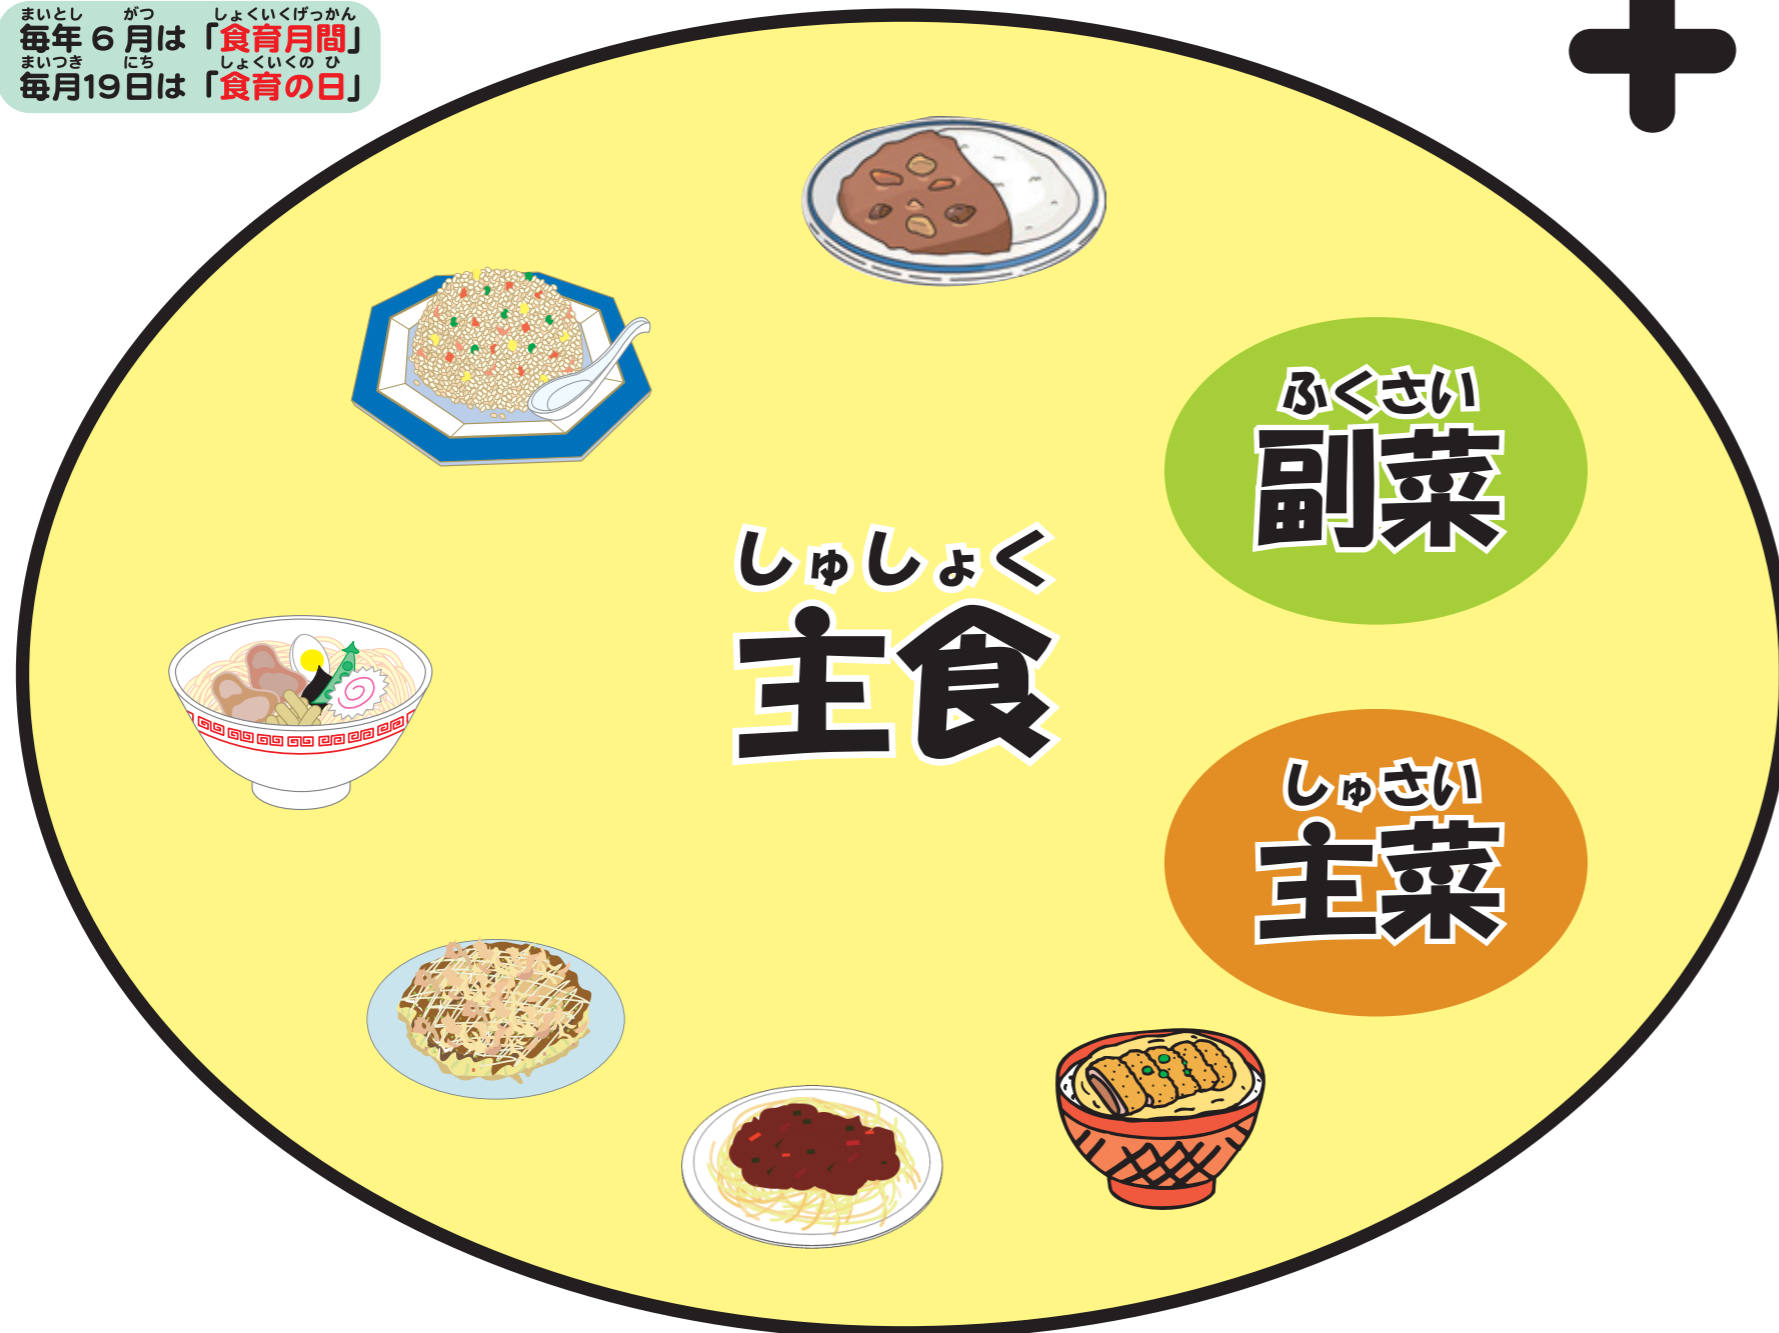 まいとし がつ しょくいくげっかん
毎年6月は「食育月間」
まいつき にち しょくいくの ひ
毎月19日は「食育の日」
ふくさい
副菜
しゅしょく
主食
しゅさい
主菜